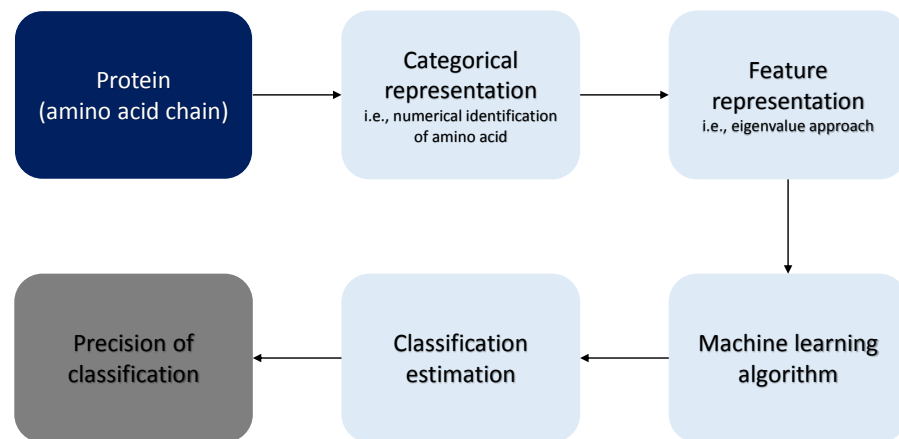 Protein
(amino acid chain)
Categorical
representation
i.e., numerical identification
of amino acid
Feature
representation
i.e., eigenvalue approach
Machine learning
algorithm
Classification
estimation
Precision of
classification